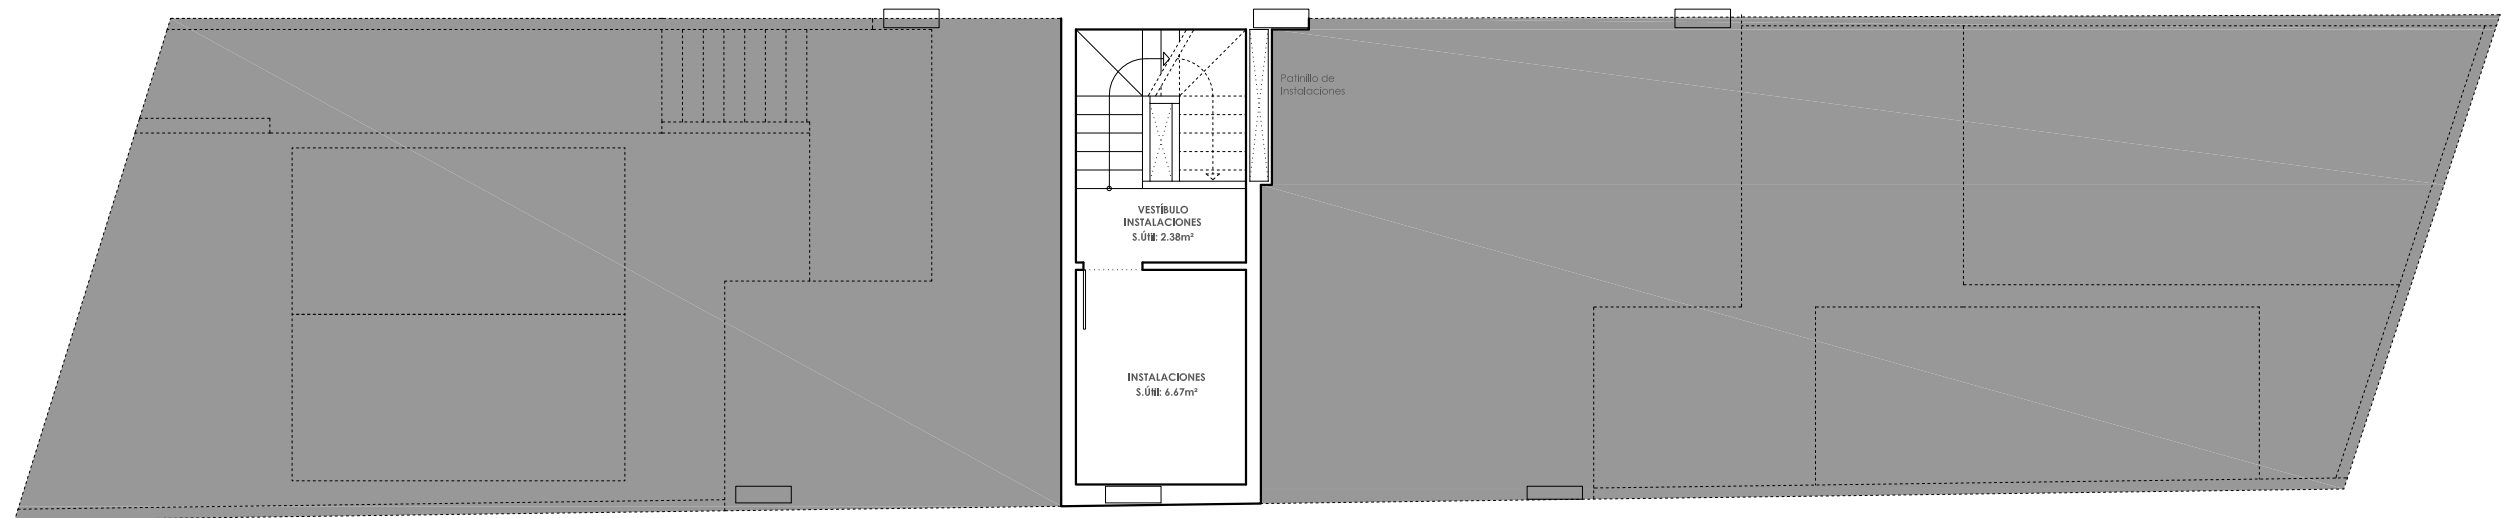 Patinillo de
Instalaciones
VESTÍBULO
INSTALACIONES
S.Útil: 2.38m²
INSTALACIONES
S.Útil: 6.67m²